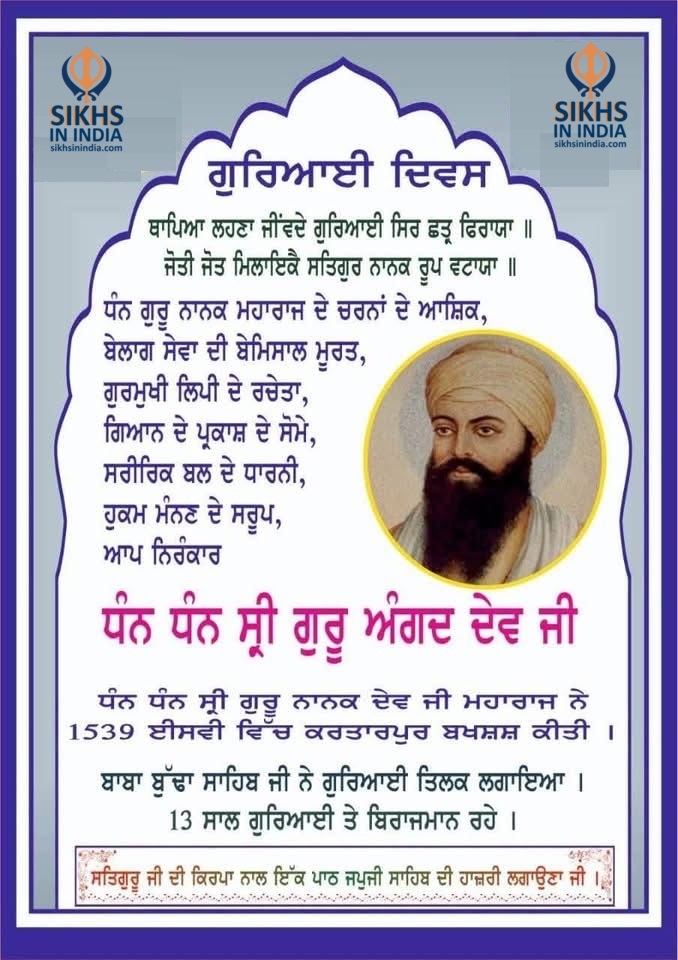 SIKHS
IN INDIA
sikhsinindia.com
SIKHS
IN INDIA
sikhsinindia.com
ਗੁਰਿਆਈ ਦਿਵਸ
ਥਾਪਿਆ ਲਹਣਾ ਜੀਂਵਦੇ ਗੁਰਿਆਈ ਸਿਰ ਛਤ੍ਰ ਫਿਰਾਯਾ ॥
ਜੋਤੀ ਜੋਤ ਮਿਲਾਇਕੈ ਸਤਿਗੁਰ ਨਾਨਕ ਰੂਪ ਵਟਾਯਾ ॥
ਧੰਨ ਗੁਰੂ ਨਾਨਕ ਮਹਾਰਾਜ ਦੇ ਚਰਨਾਂ ਦੇ ਆਸ਼ਿਕ,
ਬੇਲਾਗ ਸੇਵਾ ਦੀ ਬੇਮਿਸਾਲ ਮੂਰਤ,
ਗੁਰਮੁਖੀ ਲਿਪੀ ਦੇ ਰਚੇਤਾ,
ਗਿਆਨ ਦੇ ਪ੍ਰਕਾਸ਼ ਦੇ ਸੋਮੇ,
ਸਰੀਰਿਕ ਬਲ ਦੇ ਧਾਰਨੀ,
ਹੁਕਮ ਮੰਨਣ ਦੇ ਸਰੂਪ,
ਆਪ ਨਿਰੰਕਾਰ
ਧੰਨ ਧੰਨ ਸ੍ਰੀ ਗੁਰੂ ਅੰਗਦ ਦੇਵ ਜੀ
ਧੰਨ ਧੰਨ ਸ੍ਰੀ ਗੁਰੂ ਨਾਨਕ ਦੇਵ ਜੀ ਮਹਾਰਾਜ ਨੇ
1539 ਈਸਵੀ ਵਿੱਚ ਕਰਤਾਰਪੁਰ ਬਖਸ਼ਸ਼ ਕੀਤੀ ।
ਬਾਬਾ ਬੁੱਢਾ ਸਾਹਿਬ ਜੀ ਨੇ ਗੁਰਿਆਈ ਤਿਲਕ ਲਗਾਇਆ ।
13 ਸਾਲ ਗੁਰਿਆਈ ਤੇ ਬਿਰਾਜਮਾਨ ਰਹੇ ।
ਸਤਿਗੁਰੂ ਜੀ ਦੀ ਕਿਰਪਾ ਨਾਲ ਇੱਕ ਪਾਠ ਜਪੁਜੀ ਸਾਹਿਬ ਦੀ ਹਾਜ਼ਰੀ ਲਗਾਉਣਾ ਜੀ ।